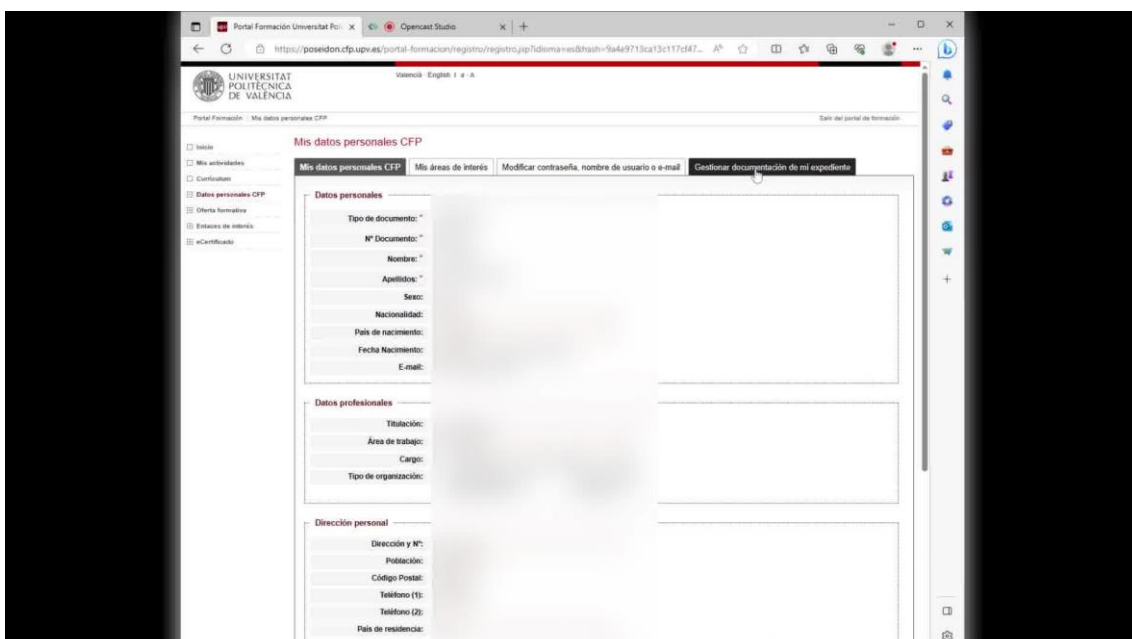 Portal Formación Universitat Poli
Opencast Studio
https://poseidon.cfp.upv.es/portal-formacion/registro/registro.jsp?idioma=es&hash=9a4e9713ca13c117cf47...
UNIVERSITAT
POLITÈCNICA
DE VALÈNCIA
Valencià · English I a · A
Portal Formación Mis datos personales CFP
Salir del portal de formación
Inicio
Mis actividades
Curriculum
Datos personales CFP
Oferta formativa
Enlaces de interés
eCertificado
Mis datos personales CFP
Mis datos personales CFP
Mis áreas de interés
Modificar contraseña, nombre de usuario o e-mail
Gestionar documentación de mi expediente
Datos personales
Tipo de documento: *
Nº Documento: *
Nombre: *
Apellidos: *
Sexo:
Nacionalidad:
País de nacimiento:
Fecha Nacimiento:
E-mail:
Datos profesionales
Titulación:
Área de trabajo:
Cargo:
Tipo de organización:
Dirección personal
Dirección y Nº:
Población:
Código Postal:
Teléfono (1):
Teléfono (2):
País de residencia: